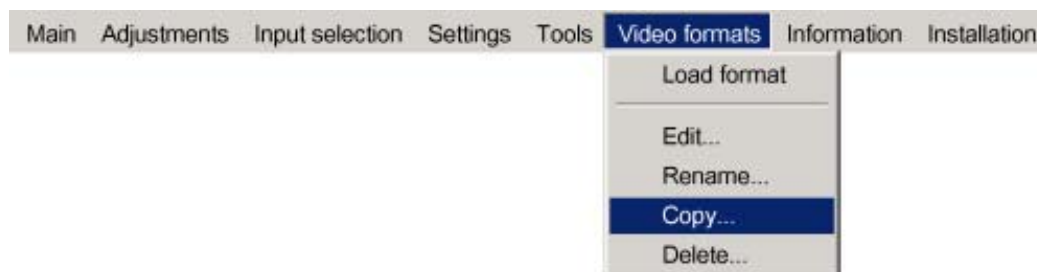 Main Adjustments Input selection Settings Tools Video formats Information Installation
Load format
Edit...
Rename...
Copy...
Delete...